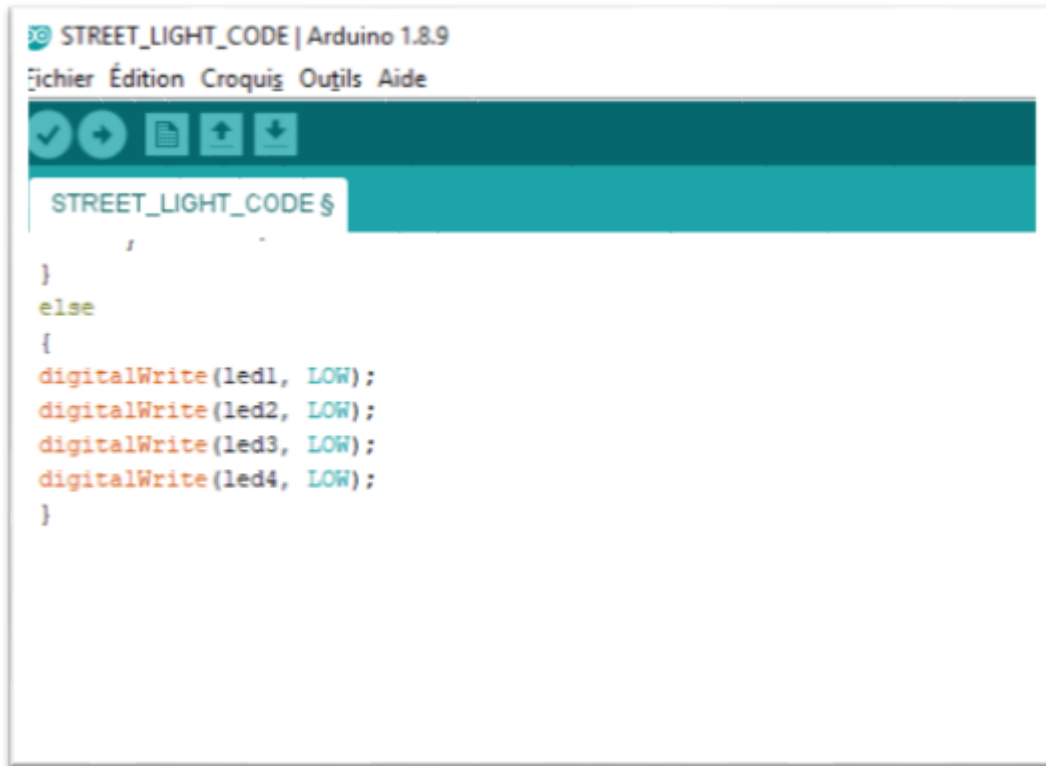 STREET_LIGHT_CODE | Arduino 1.8.9
Fichier Édition Croquis Outils Aide
STREET_LIGHT_CODE §
}
else
{
digitalWrite(led1, LOW);
digitalWrite(led2, LOW);
digitalWrite(led3, LOW);
digitalWrite(led4, LOW);
}